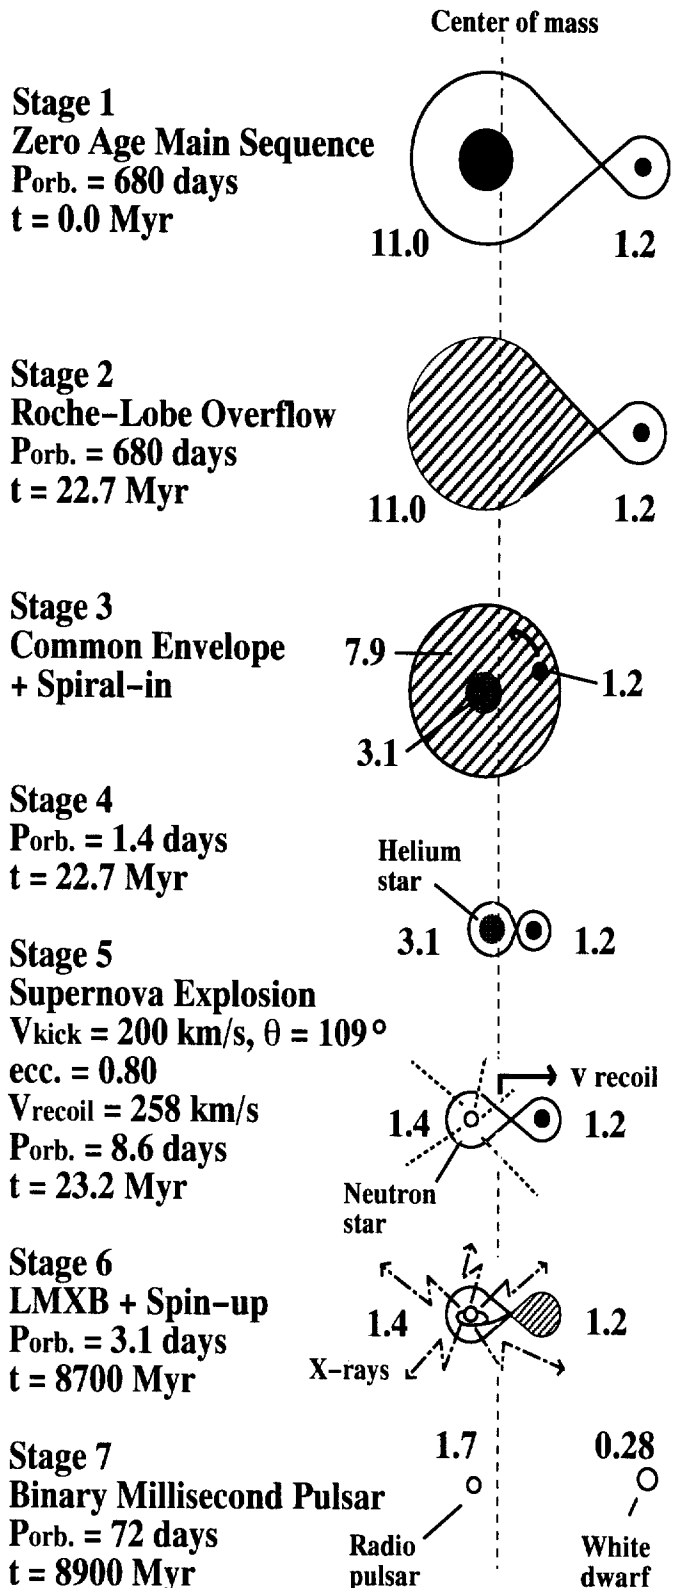 Center of mass
Stage 1
Zero Age Main Sequence
Porb. = 680 days
t = 0.0 Myr
11.0
1.2
Stage 2
Roche-Lobe Overflow
Porb. = 680 days
t = 22.7 Myr
11.0
1.2
Stage 3
Common Envelope
+ Spiral-in
7.9
1.2
3.1
Stage 4
Porb. = 1.4 days
t = 22.7 Myr
Helium
star
3.1
1.2
Stage 5
Supernova Explosion
Vkick = 200 km/s, θ = 109°
ecc. = 0.80
Vrecoil = 258 km/s
Porb. = 8.6 days
t = 23.2 Myr
v recoil
1.4
1.2
Neutron
star
Stage 6
LMXB + Spin-up
Porb. = 3.1 days
t = 8700 Myr
1.4
1.2
X-rays
Stage 7
Binary Millisecond Pulsar
Porb. = 72 days
t = 8900 Myr
1.7
0.28
Radio
pulsar
White
dwarf